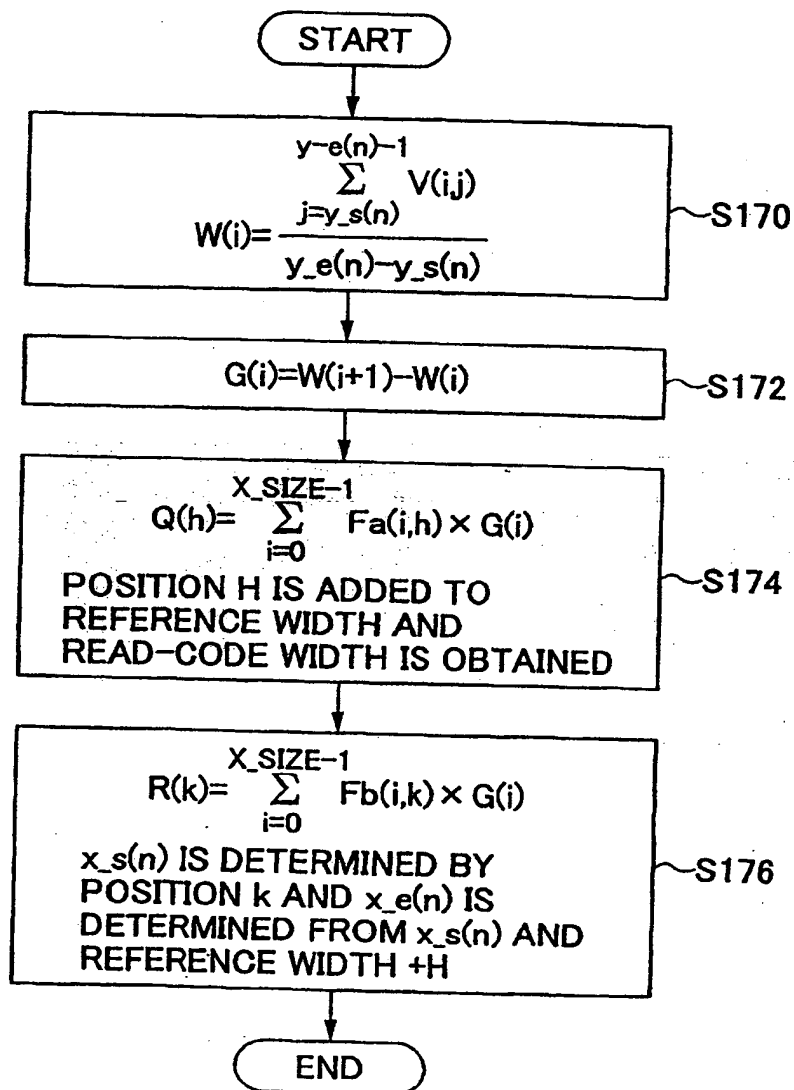 START
y-e(n)-1
Σ V(i,j)
j=y_s(n)
W(i)=
y_e(n)-y_s(n)
S170
G(i)=W(i+1)-W(i)
S172
X_SIZE-1
Q(h)= Σ Fa(i,h) × G(i)
i=0
POSITION H IS ADDED TO
REFERENCE WIDTH AND
READ-CODE WIDTH IS OBTAINED
S174
X_SIZE-1
R(k)= Σ Fb(i,k) × G(i)
i=0
x_s(n) IS DETERMINED BY
POSITION k AND x_e(n) IS
DETERMINED FROM x_s(n) AND
REFERENCE WIDTH +H
S176
END